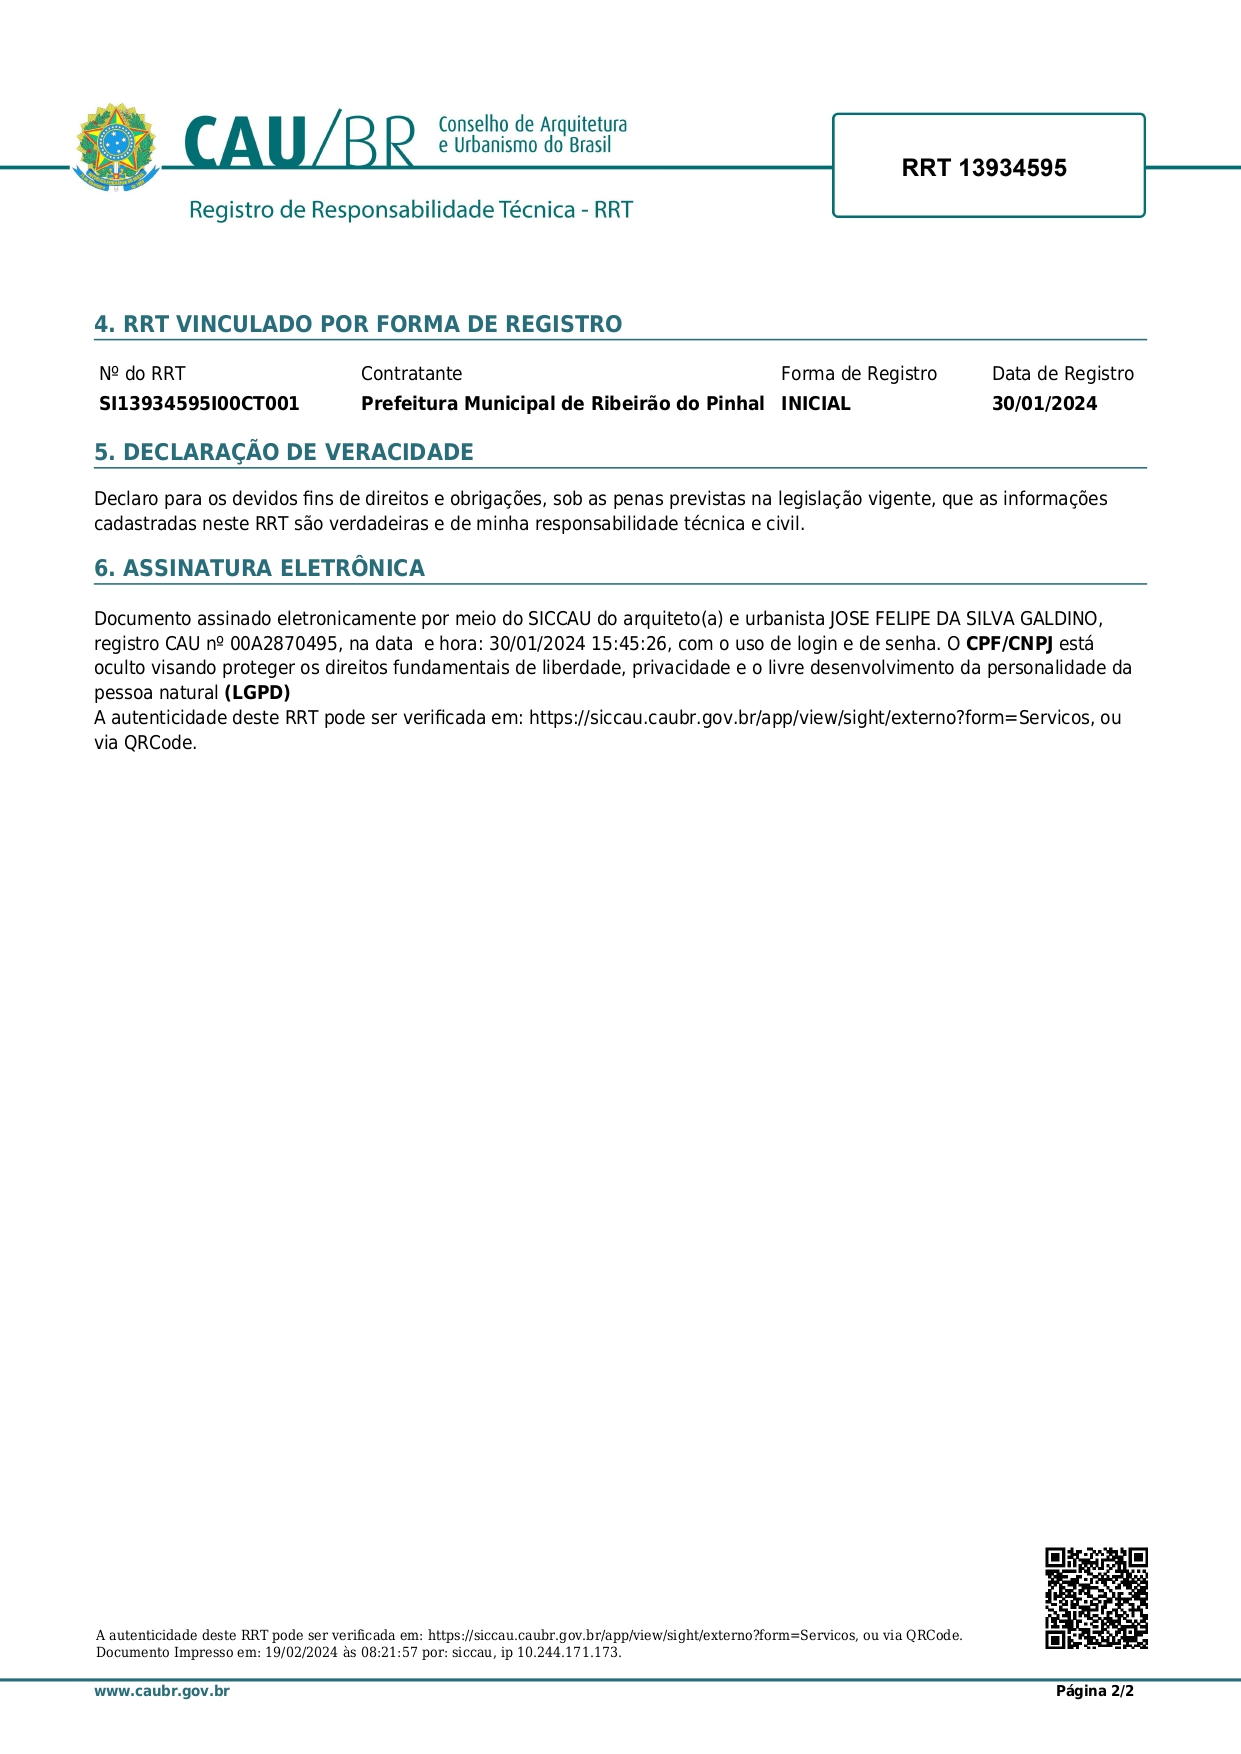 CAU/BR
Conselho de Arquitetura
e Urbanismo do Brasil
RRT 13934595
Registro de Responsabilidade Técnica - RRT
4. RRT VINCULADO POR FORMA DE REGISTRO
Nº do RRT Contratante Forma de Registro Data de Registro
SI13934595I00CT001 Prefeitura Municipal de Ribeirão do Pinhal INICIAL 30/01/2024
5. DECLARAÇÃO DE VERACIDADE
Declaro para os devidos fins de direitos e obrigações, sob as penas previstas na legislação vigente, que as informações
cadastradas neste RRT são verdadeiras e de minha responsabilidade técnica e civil.
6. ASSINATURA ELETRÔNICA
Documento assinado eletronicamente por meio do SICCAU do arquiteto(a) e urbanista JOSE FELIPE DA SILVA GALDINO,
registro CAU nº 00A2870495, na data  e hora: 30/01/2024 15:45:26, com o uso de login e de senha. O CPF/CNPJ está
oculto visando proteger os direitos fundamentais de liberdade, privacidade e o livre desenvolvimento da personalidade da
pessoa natural (LGPD)
A autenticidade deste RRT pode ser verificada em: https://siccau.caubr.gov.br/app/view/sight/externo?form=Servicos, ou
via QRCode.
A autenticidade deste RRT pode ser verificada em: https://siccau.caubr.gov.br/app/view/sight/externo?form=Servicos, ou via QRCode.
Documento Impresso em: 19/02/2024 às 08:21:57 por: siccau, ip 10.244.171.173.
www.caubr.gov.br Página 2/2